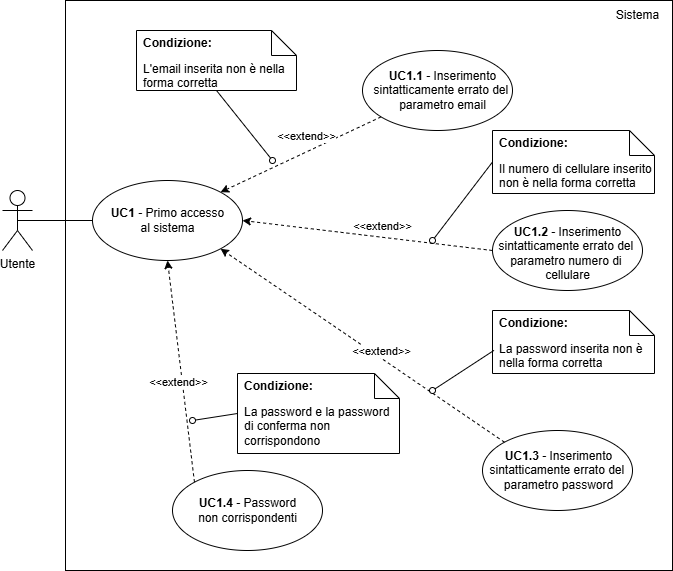 Sistema
Condizione:
L'email inserita non è nella
forma corretta
UC1.1 - Inserimento
sintatticamente errato del
parametro email
<<extend>>
Condizione:
Il numero di cellulare inserito
non è nella forma corretta
UC1 - Primo accesso
al sistema
<<extend>>
UC1.2 - Inserimento
sintatticamente errato del
parametro numero di
cellulare
Utente
Condizione:
La password inserita non è
nella forma corretta
<<extend>>
<<extend>>
Condizione:
La password e la password
di conferma non
corrispondono
UC1.3 - Inserimento
sintatticamente errato del
parametro password
UC1.4 - Password
non corrispondenti